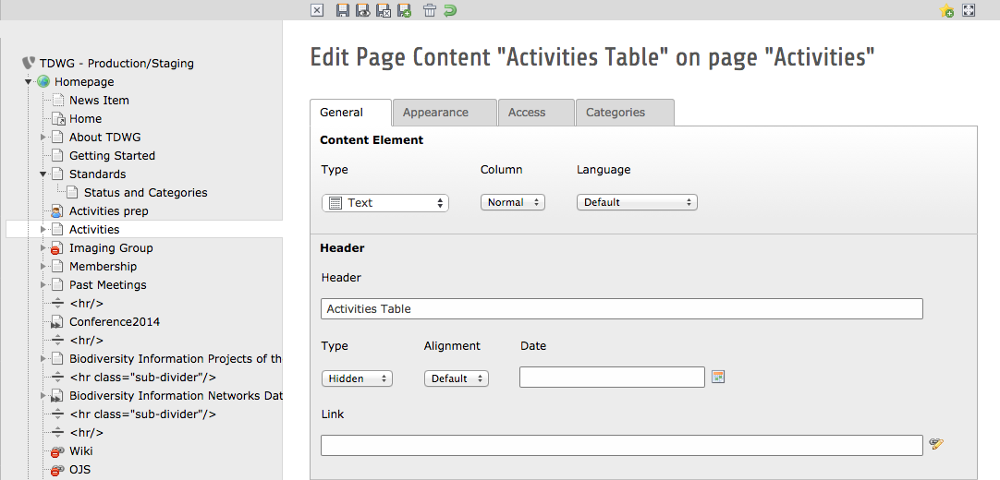 TDWG - Production/Staging
Homepage
News Item
Home
About TDWG
Getting Started
Standards
Status and Categories
Activities prep
Activities
Imaging Group
Membership
Past Meetings
<hr/>
Conference2014
<hr/>
Biodiversity Information Projects of th
<hr class="sub-divider"/>
Biodiversity Information Networks Dat
<hr class="sub-divider"/>
<hr/>
Wiki
OJS
Edit Page Content "Activities Table" on page "Activities"
General Appearance Access Categories
Content Element
Type Column Language
Text Normal Default
Header
Header
Activities Table
Type Alignment Date
Hidden Default
Link